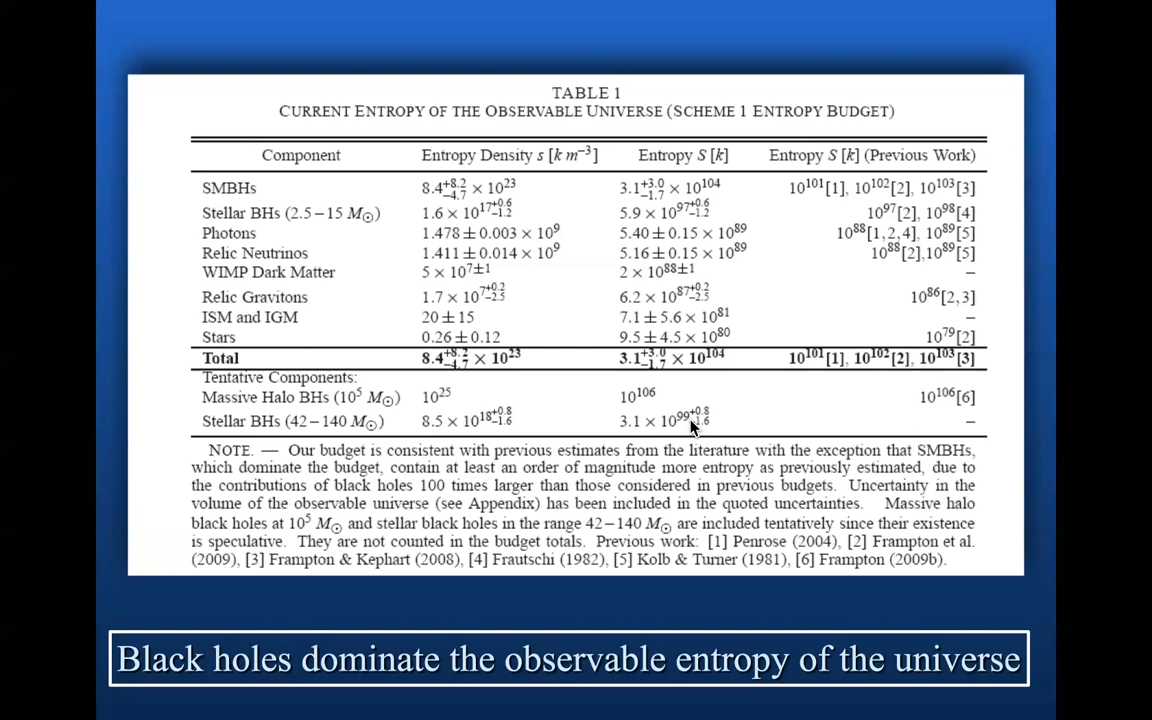 TABLE 1
CURRENT ENTROPY OF THE OBSERVABLE UNIVERSE (SCHEME 1 ENTROPY BUDGET)
Component Entropy Density s [k m⁻³] Entropy S [k] Entropy S [k] (Previous Work)
SMBHs 8.4^{+8.2}_{-4.7} × 10²³ 3.1^{+3.0}_{-1.7} × 10¹⁰⁴ 10¹⁰¹[1], 10¹⁰²[2], 10¹⁰³[3]
Stellar BHs (2.5−15 M☉) 1.6 × 10^{17^{+0.6}_{-1.2}} 5.9 × 10^{97^{+0.6}_{-1.2}} 10⁹⁷[2], 10⁹⁸[4]
Photons 1.478 ± 0.003 × 10⁹ 5.40 ± 0.15 × 10⁸⁹ 10⁸⁸[1,2,4], 10⁸⁹[5]
Relic Neutrinos 1.411 ± 0.014 × 10⁹ 5.16 ± 0.15 × 10⁸⁹ 10⁸⁸[2],10⁸⁹[5]
WIMP Dark Matter 5 × 10^{7±1} 2 × 10^{88±1} –
Relic Gravitons 1.7 × 10^{7^{+0.2}_{-2.5}} 6.2 × 10^{87^{+0.2}_{-2.5}} 10⁸⁶[2,3]
ISM and IGM 20 ± 15 7.1 ± 5.6 × 10⁸¹ –
Stars 0.26 ± 0.12 9.5 ± 4.5 × 10⁸⁰ 10⁷⁹[2]
Total 8.4^{+8.2}_{-4.7} × 10²³ 3.1^{+3.0}_{-1.7} × 10¹⁰⁴ 10¹⁰¹[1], 10¹⁰²[2], 10¹⁰³[3]
Tentative Components:
Massive Halo BHs (10⁵ M☉) 10²⁵ 10¹⁰⁶ 10¹⁰⁶[6]
Stellar BHs (42−140 M☉) 8.5 × 10^{18^{+0.8}_{-1.6}} 3.1 × 10^{99^{+0.8}_{-1.6}} –
NOTE. — Our budget is consistent with previous estimates from the literature with the exception that SMBHs,
which dominate the budget, contain at least an order of magnitude more entropy as previously estimated, due to
the contributions of black holes 100 times larger than those considered in previous budgets. Uncertainty in the
volume of the observable universe (see Appendix) has been included in the quoted uncertainties. Massive halo
black holes at 10⁵ M☉ and stellar black holes in the range 42−140 M☉ are included tentatively since their existence
is speculative. They are not counted in the budget totals. Previous work: [1] Penrose (2004), [2] Frampton et al.
(2009), [3] Frampton & Kephart (2008), [4] Frautschi (1982), [5] Kolb & Turner (1981), [6] Frampton (2009b).
Black holes dominate the observable entropy of the universe